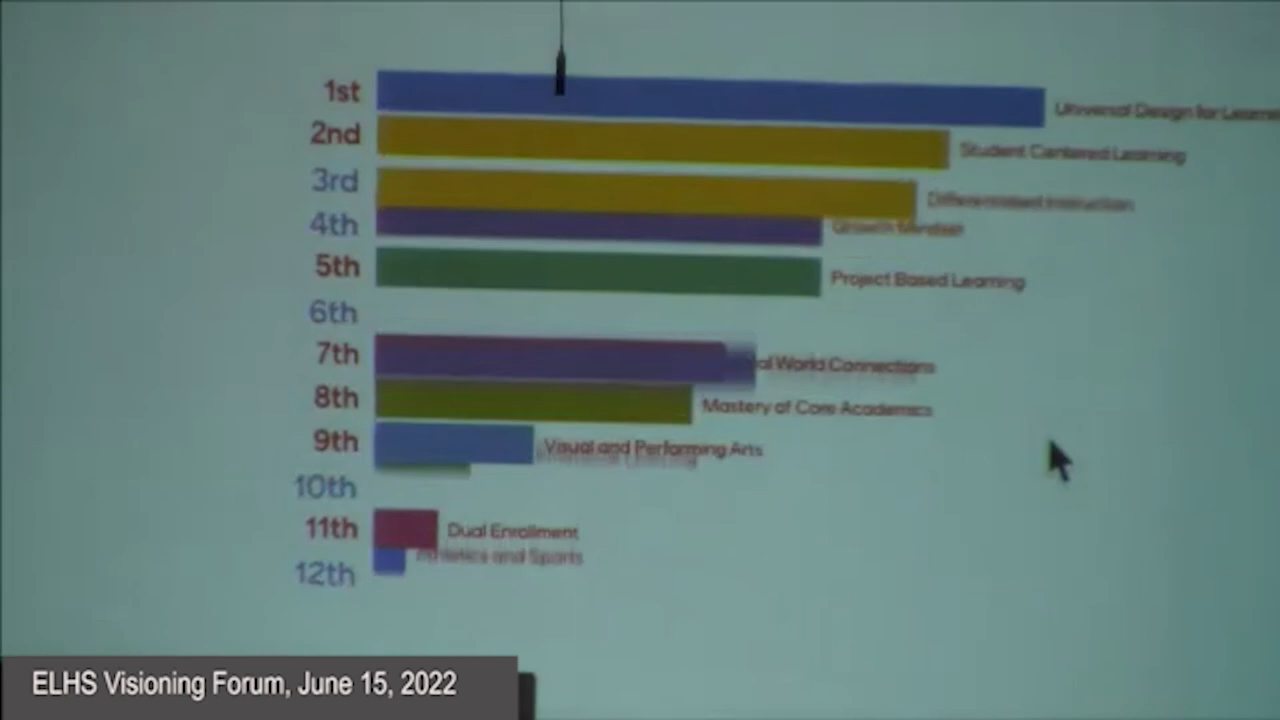 1st Universal Design for Learni
2nd Student Centered Learning
3rd Differentiated Instruction
4th Growth Mindset
5th Project Based Learning
6th
7th al World Connections
8th Mastery of Core Academics
9th Visual and Performing Arts
10th
11th Dual Enrollment
Athletics and Sports
12th
ELHS Visioning Forum, June 15, 2022